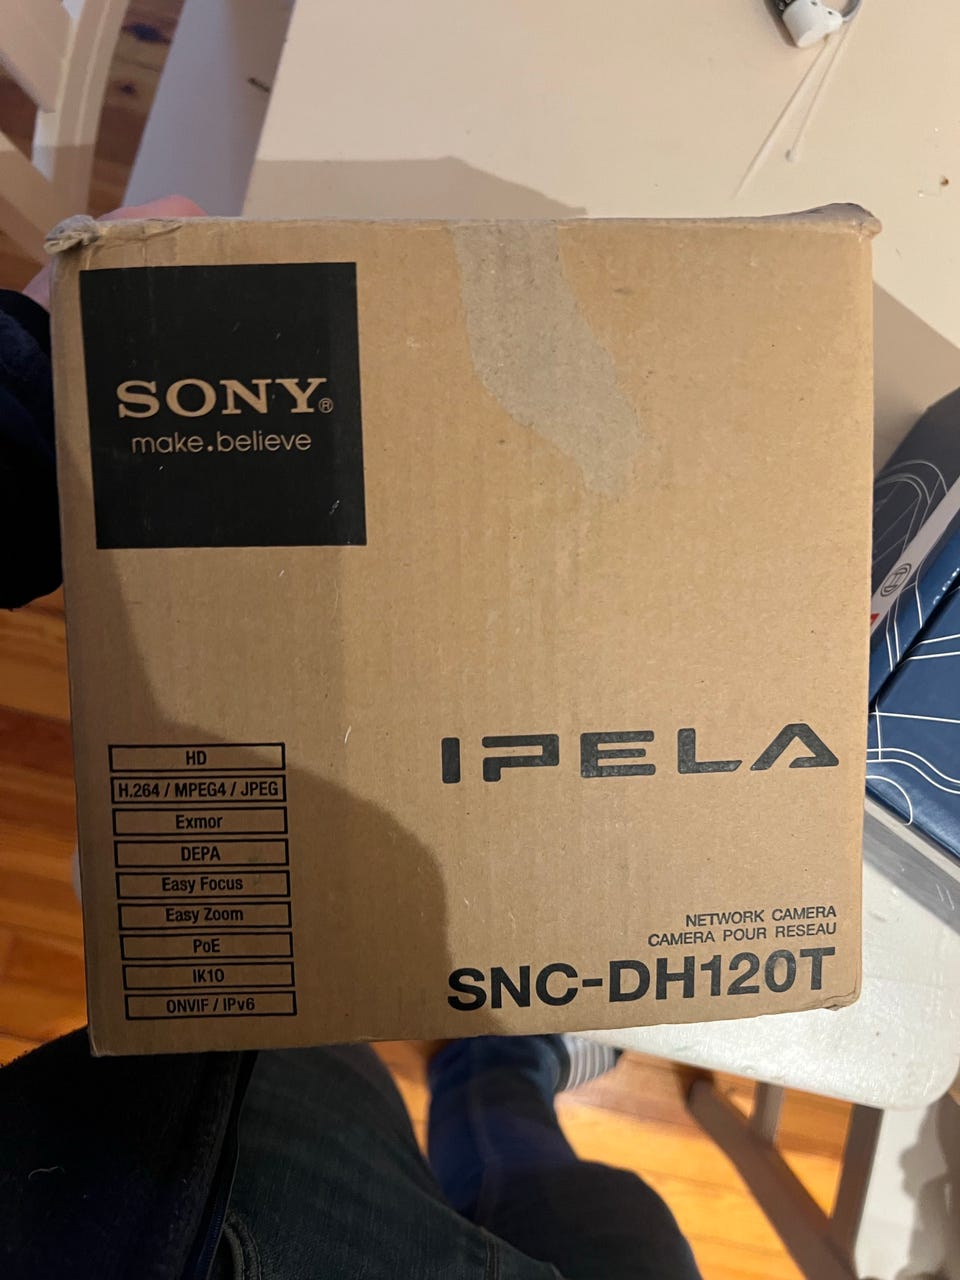 SONY®
make.believe
IPELA
HD
H.264 / MPEG4 / JPEG
Exmor
DEPA
Easy Focus
Easy Zoom
PoE
IK10
ONVIF / IPv6
NETWORK CAMERA
CAMERA POUR RESEAU
SNC-DH120T